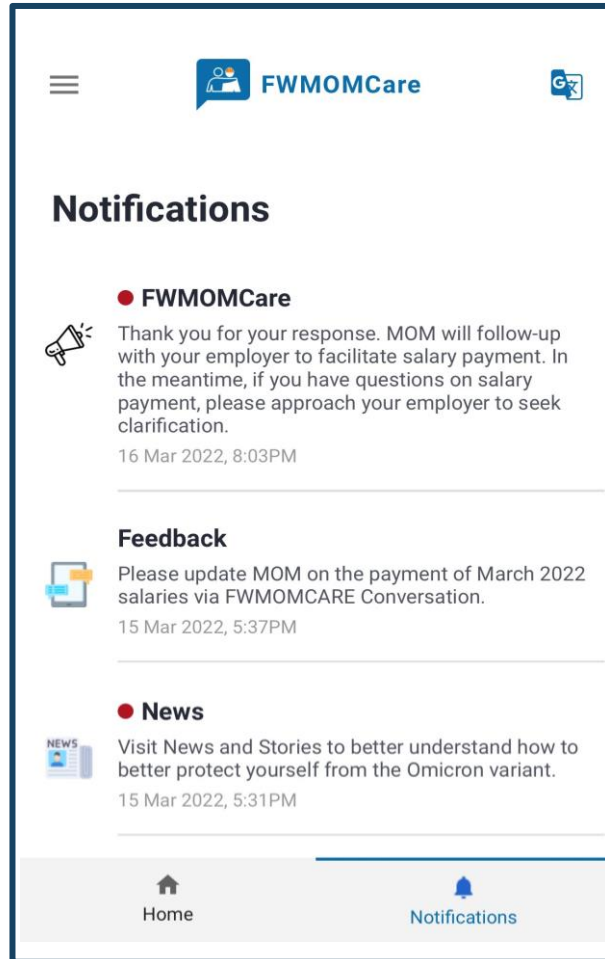 FWMOMCare
G文
Notifications
FWMOMCare
Thank you for your response. MOM will follow-up
with your employer to facilitate salary payment. In
the meantime, if you have questions on salary
payment, please approach your employer to seek
clarification.
16 Mar 2022, 8:03PM
Feedback
Please update MOM on the payment of March 2022
salaries via FWMOMCARE Conversation.
15 Mar 2022, 5:37PM
News
NEWS
Visit News and Stories to better understand how to
better protect yourself from the Omicron variant.
15 Mar 2022, 5:31PM
Home
Notifications